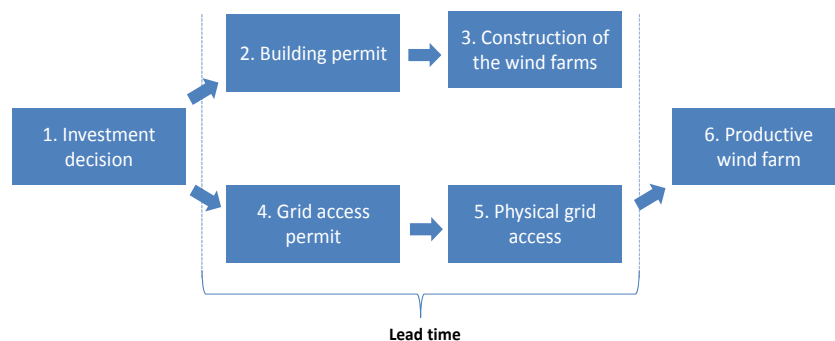 2. Building permit
3. Construction of
the wind farms
1. Investment
decision
6. Productive
wind farm
4. Grid access
permit
5. Physical grid
access
Lead time